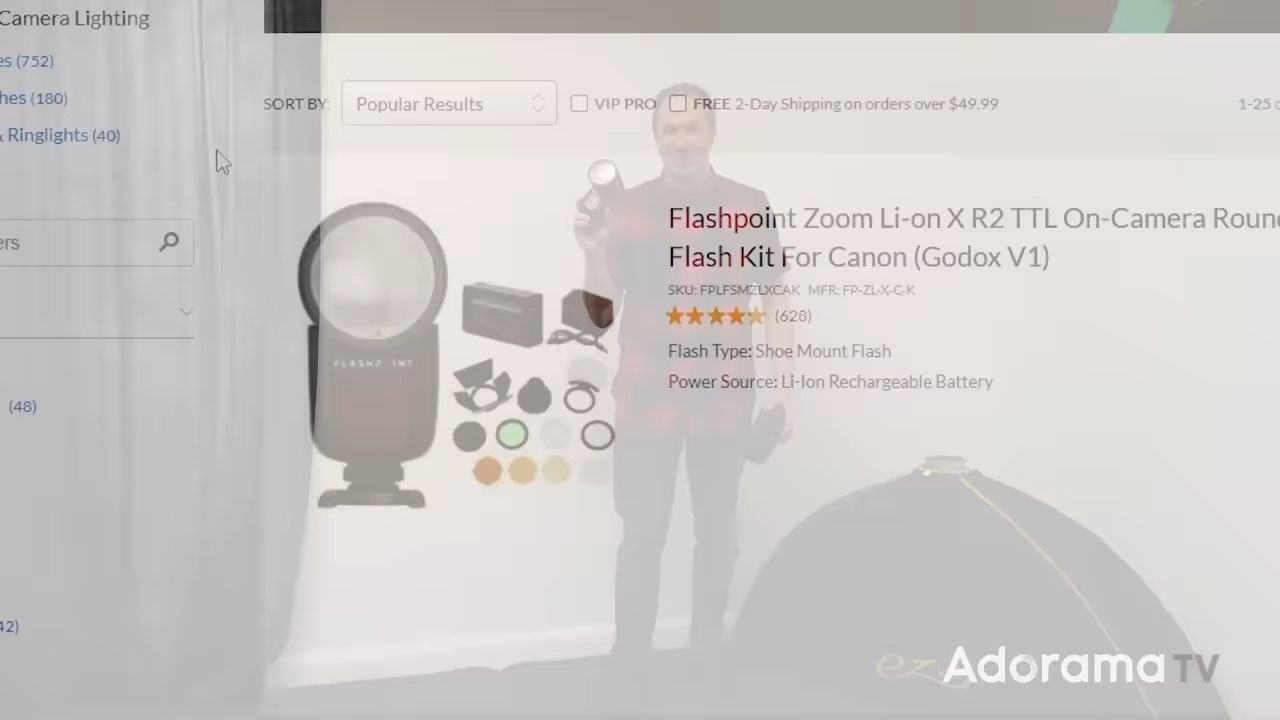 Camera Lighting
es (752)
hes (180)
& Ringlights (40)
ers
(48)
42)
SORT BY: Popular Results VIP PRO FREE 2-Day Shipping on orders over $49.99 1-25 o
Flashpoint Zoom Li-on X R2 TTL On-Camera Round
Flash Kit For Canon (Godox V1)
SKU: FPLFSMZLXCAK MFR: FP-ZL-X-C-K
(628)
Flash Type: Shoe Mount Flash
Power Source: Li-Ion Rechargeable Battery
FLASHPOINT
Adorama TV